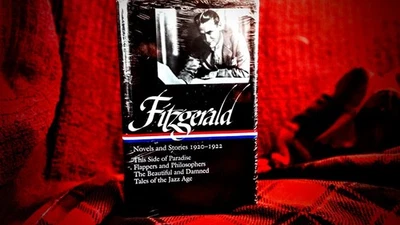 Fitzgerald
Novels and Stories 1920–1922
This Side of Paradise
Flappers and Philosophers
The Beautiful and Damned
Tales of the Jazz Age